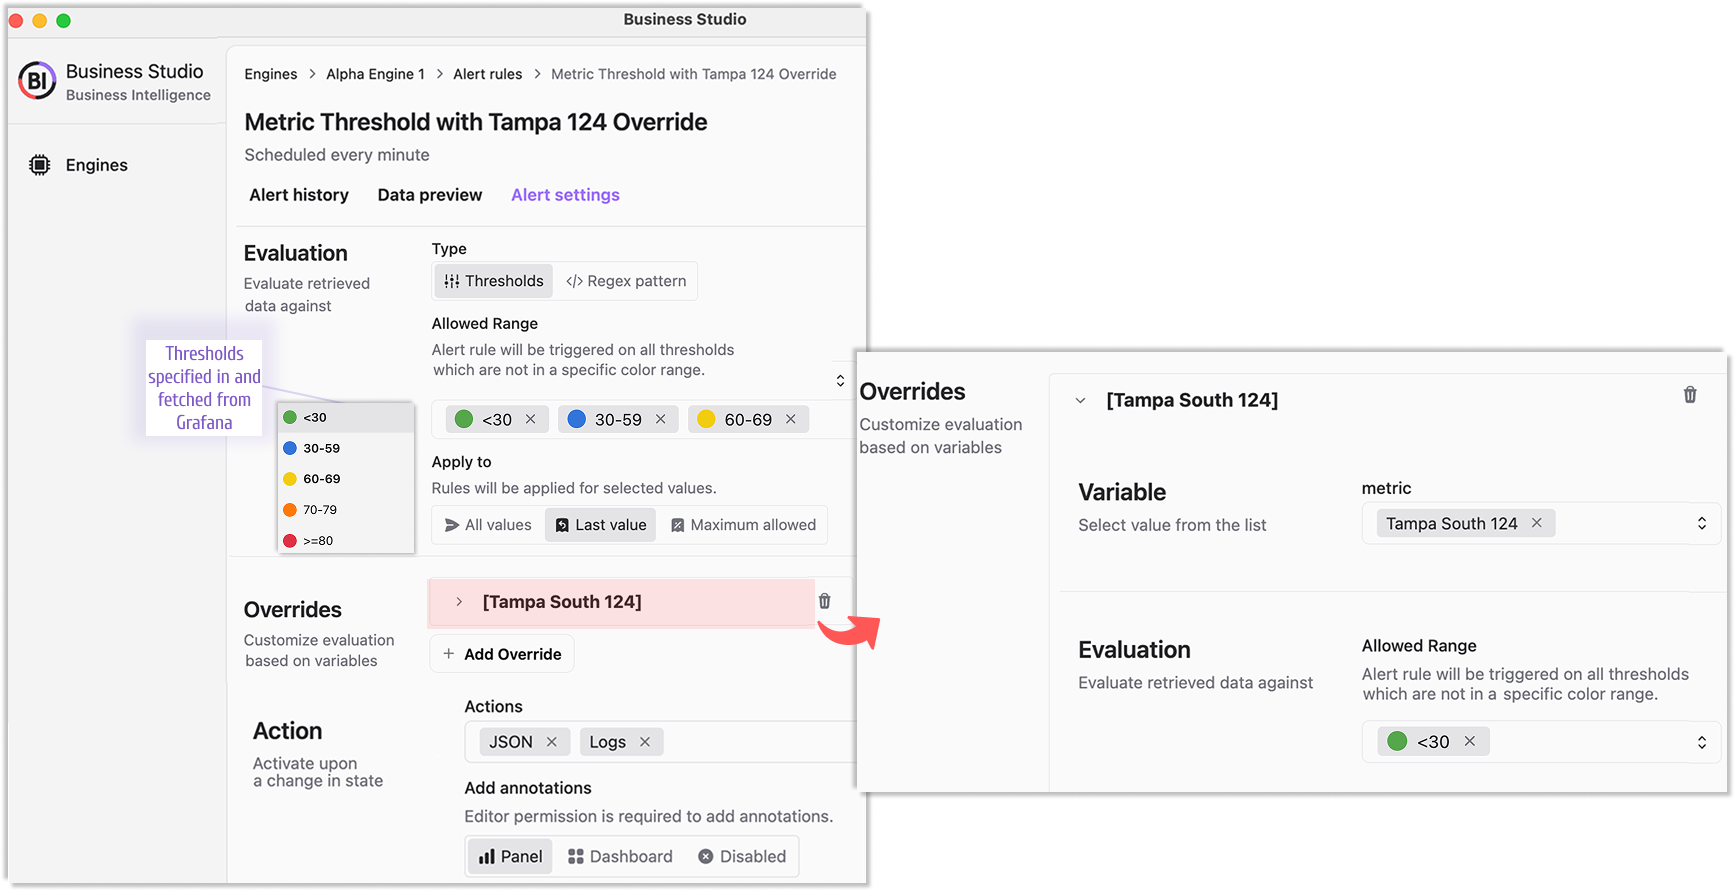 Business Studio
BI
Business Studio
Business Intelligence
Engines
Engines > Alpha Engine 1 > Alert rules > Metric Threshold with Tampa 124 Override
Metric Threshold with Tampa 124 Override
Scheduled every minute
Alert history Data preview Alert settings
Evaluation
Evaluate retrieved
data against
Type
Thresholds </> Regex pattern
Allowed Range
Alert rule will be triggered on all thresholds
which are not in a specific color range.
<30 30-59 60-69
Thresholds
specified in and
fetched from
Grafana
<30
30-59
60-69
70-79
>=80
Apply to
Rules will be applied for selected values.
All values Last value Maximum allowed
Overrides
Customize evaluation
based on variables
[Tampa South 124]
+ Add Override
Action
Activate upon
a change in state
Actions
JSON Logs
Add annotations
Editor permission is required to add annotations.
Panel Dashboard Disabled
Overrides
Customize evaluation
based on variables
[Tampa South 124]
Variable
Select value from the list
metric
Tampa South 124
Evaluation
Evaluate retrieved data against
Allowed Range
Alert rule will be triggered on all thresholds
which are not in a specific color range.
<30